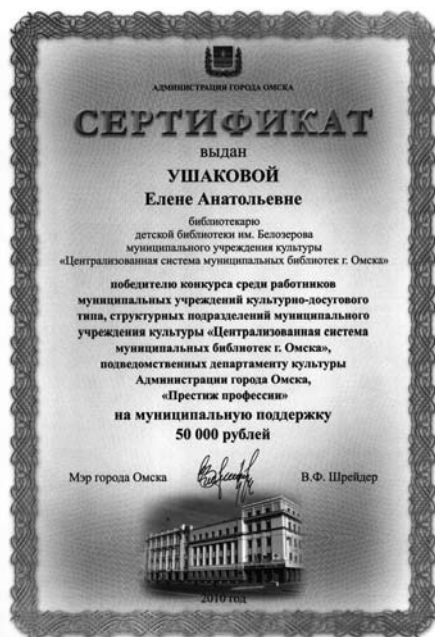 АДМИНИСТРАЦИЯ ГОРОДА ОМСКА
СЕРТИФИКАТ
выдан
УШАКОВОЙ
Елене Анатольевне
библиотекарю
детской библиотеки им. Белозерова
муниципального учреждения культуры
«Централизованная система муниципальных библиотек г. Омска»
победителю конкурса среди работников
муниципальных учреждений культурно-досугового
типа, структурных подразделений муниципального
учреждения культуры «Централизованная система
муниципальных библиотек г. Омска»,
подведомственных департаменту культуры
Администрации города Омска,
«Престиж профессии»
на муниципальную поддержку
50 000 рублей
Мэр города Омска В.Ф. Шрейдер
2010 год